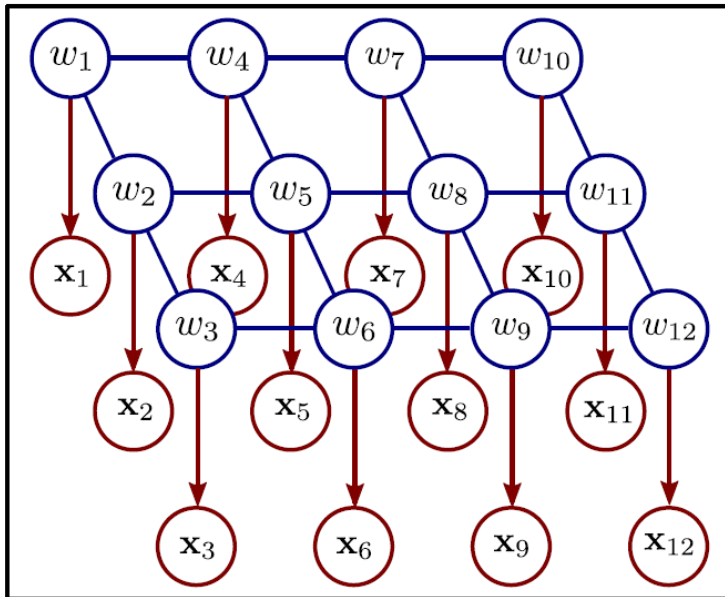 w₁ w₄ w₇ w₁₀
w₂ w₅ w₈ w₁₁
x₁ x₄ x₇ x₁₀
w₃ w₆ w₉ w₁₂
x₂ x₅ x₈ x₁₁
x₃ x₆ x₉ x₁₂